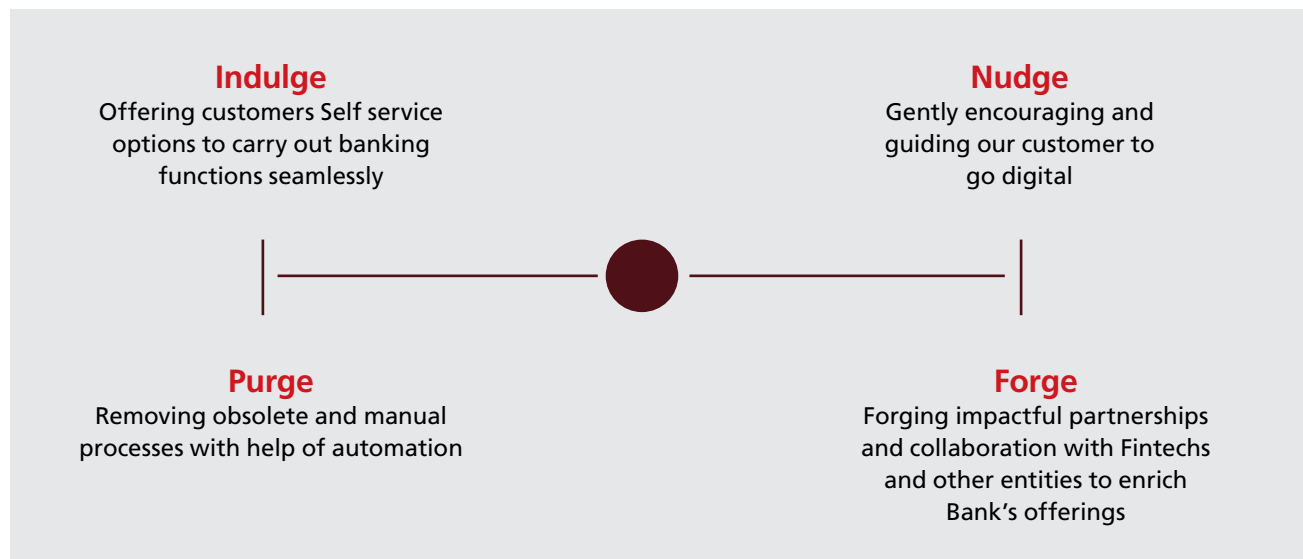 Indulge
Offering customers Self service
options to carry out banking
functions seamlessly
Nudge
Gently encouraging and
guiding our customer to
go digital
Purge
Removing obsolete and manual
processes with help of automation
Forge
Forging impactful partnerships
and collaboration with Fintechs
and other entities to enrich
Bank’s offerings